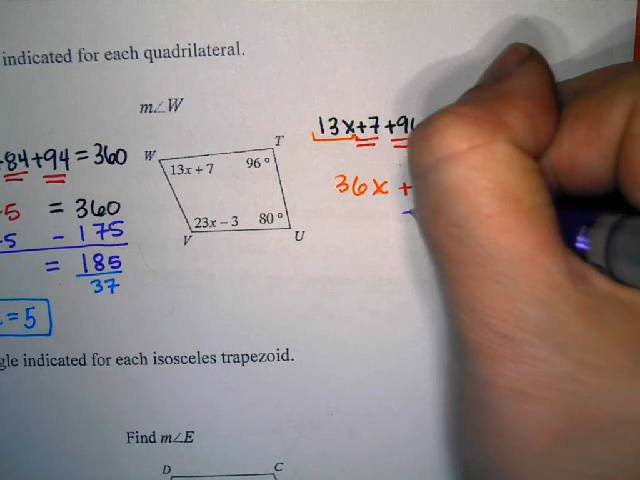 indicated for each quadrilateral.
m∠W
+84+94=360
-5 = 360
-5 - 175
= 185
37
=5
W T
13x + 7 96°
23x − 3 80°
V U
13x+7+96
36x +
gle indicated for each isosceles trapezoid.
Find m∠E
D C